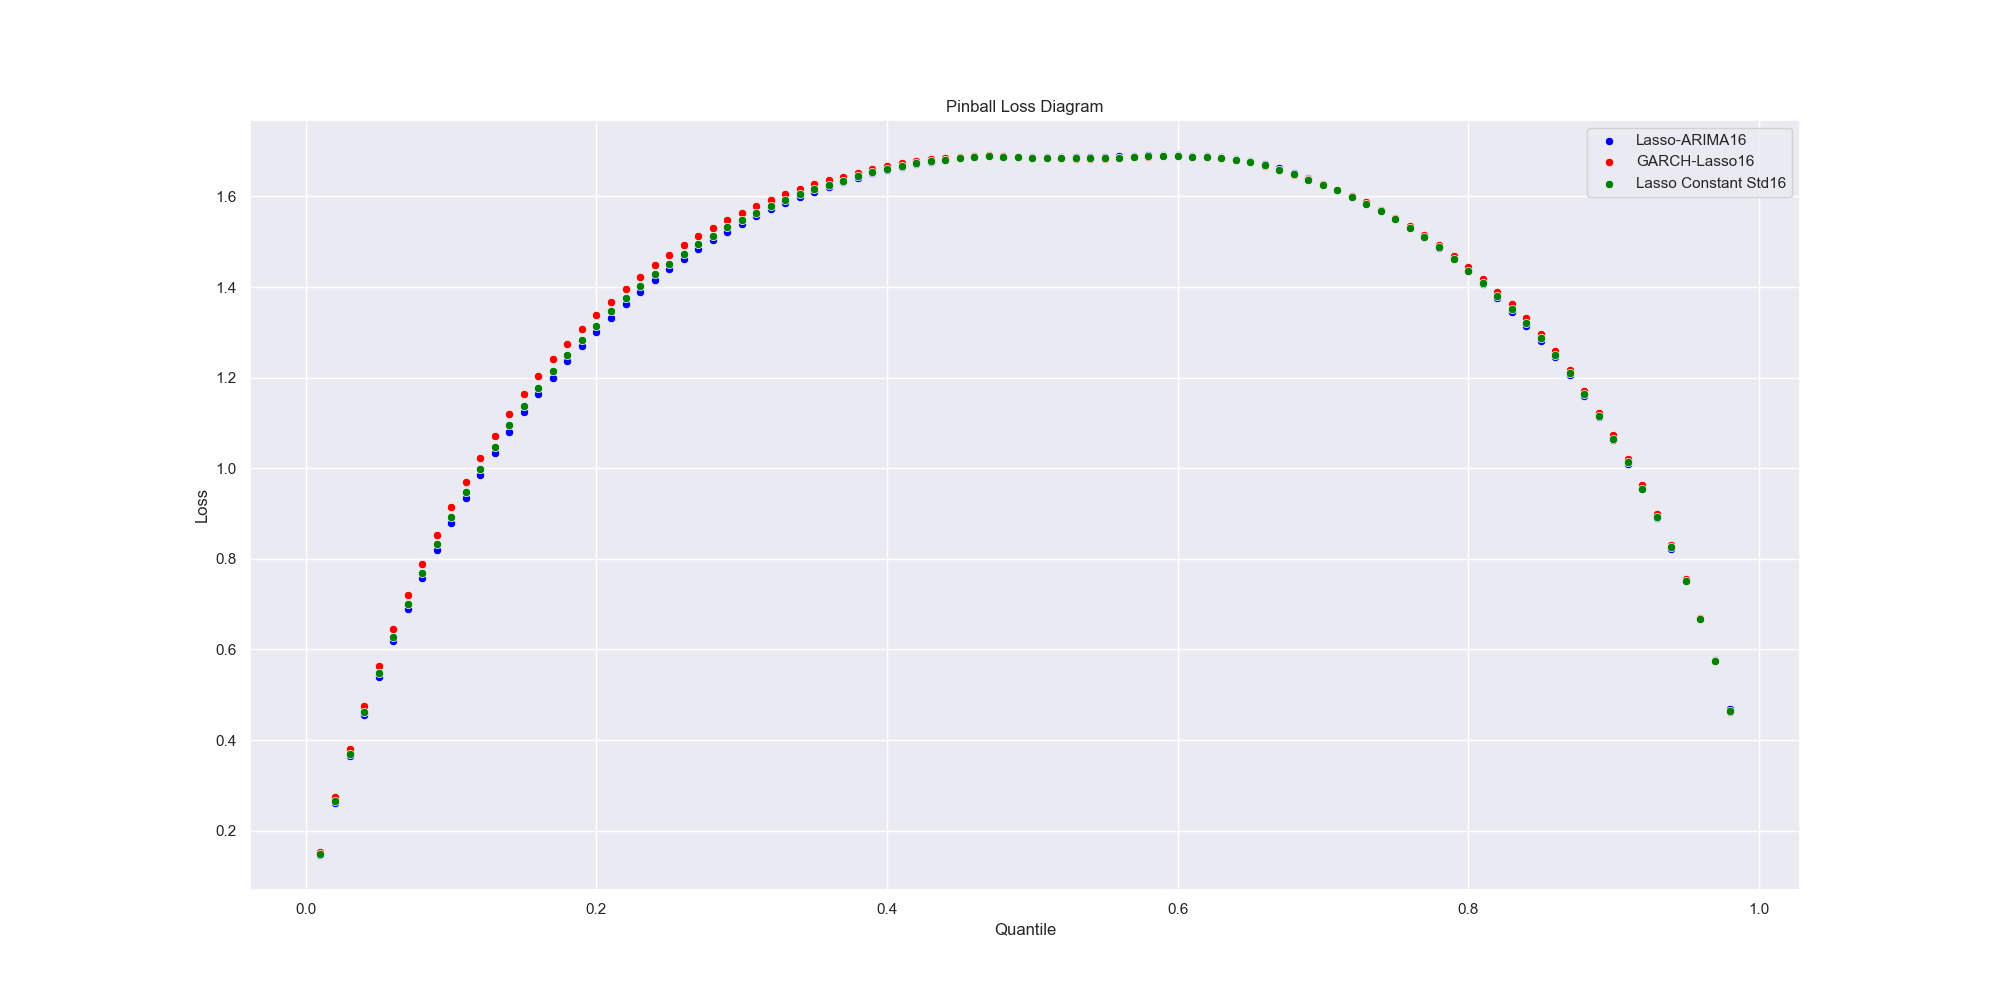 Pinball Loss Diagram
Lasso-ARIMA16
GARCH-Lasso16
Lasso Constant Std16
Loss
1.6
1.4
1.2
1.0
0.8
0.6
0.4
0.2
0.0 0.2 0.4 0.6 0.8 1.0
Quantile